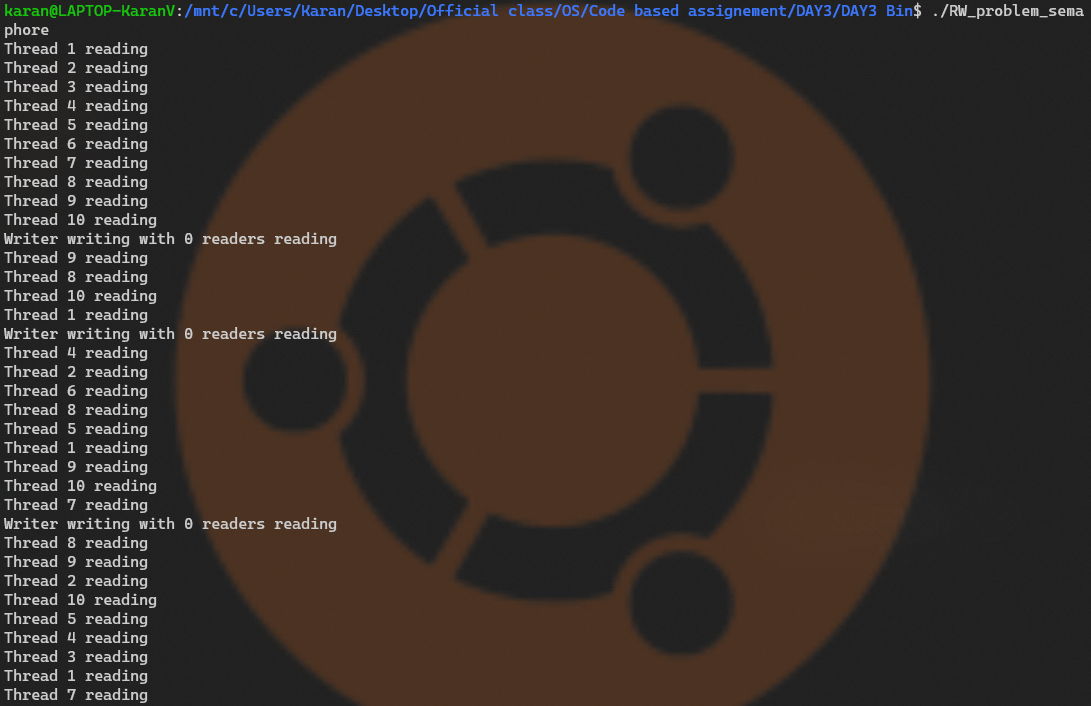 karan@LAPTOP-KaranV:/mnt/c/Users/Karan/Desktop/Official class/OS/Code based assignement/DAY3/DAY3 Bin$ ./RW_problem_sema
phore
Thread 1 reading
Thread 2 reading
Thread 3 reading
Thread 4 reading
Thread 5 reading
Thread 6 reading
Thread 7 reading
Thread 8 reading
Thread 9 reading
Thread 10 reading
Writer writing with 0 readers reading
Thread 9 reading
Thread 8 reading
Thread 10 reading
Thread 1 reading
Writer writing with 0 readers reading
Thread 4 reading
Thread 2 reading
Thread 6 reading
Thread 8 reading
Thread 5 reading
Thread 1 reading
Thread 9 reading
Thread 10 reading
Thread 7 reading
Writer writing with 0 readers reading
Thread 8 reading
Thread 9 reading
Thread 2 reading
Thread 10 reading
Thread 5 reading
Thread 4 reading
Thread 3 reading
Thread 1 reading
Thread 7 reading